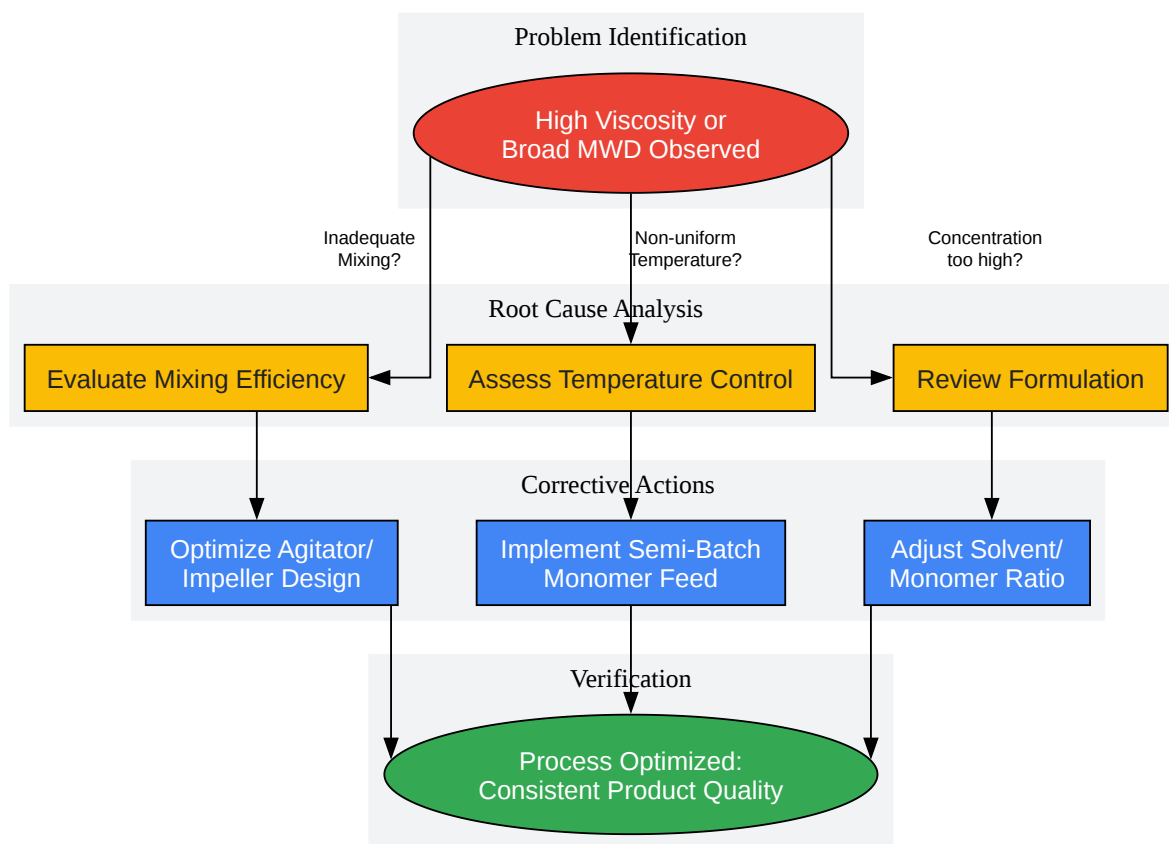 Problem Identification
High Viscosity or
Broad MWD Observed
Inadequate
Mixing?
Non-uniform
Temperature?
Concentration
too high?
Root Cause Analysis
Evaluate Mixing Efficiency
Assess Temperature Control
Review Formulation
Corrective Actions
Optimize Agitator/
Impeller Design
Implement Semi-Batch
Monomer Feed
Adjust Solvent/
Monomer Ratio
Verification
Process Optimized:
Consistent Product Quality